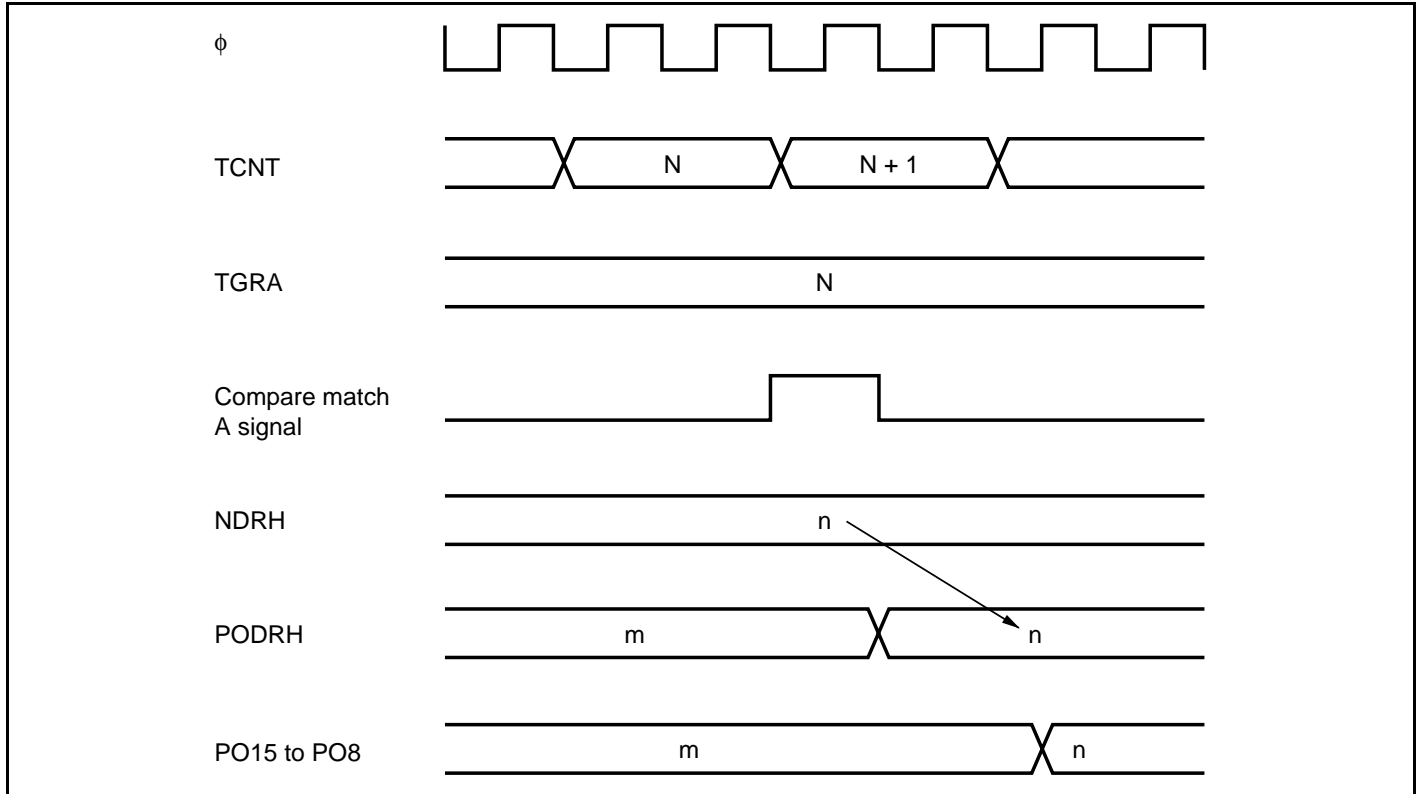 ϕ
TCNT
N
N + 1
TGRA
N
Compare match
A signal
NDRH
n
PODRH
m
n
PO15 to PO8
m
n